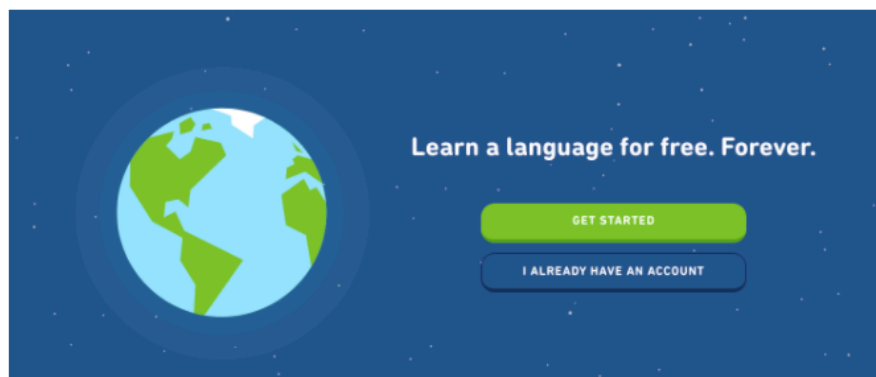 Learn a language for free. Forever.
GET STARTED
I ALREADY HAVE AN ACCOUNT